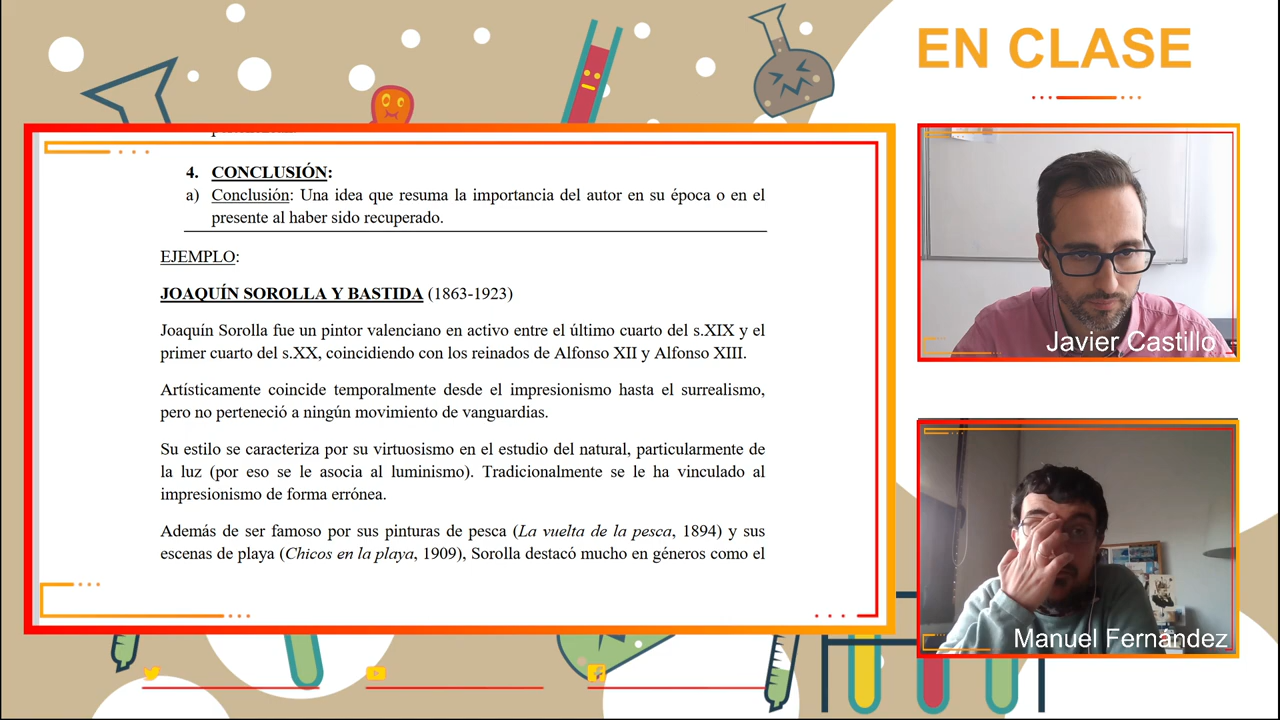 EN CLASE
4. CONCLUSIÓN:
a) Conclusión: Una idea que resuma la importancia del autor en su época o en el
presente al haber sido recuperado.
EJEMPLO:
JOAQUÍN SOROLLA Y BASTIDA (1863-1923)
Joaquín Sorolla fue un pintor valenciano en activo entre el último cuarto del s.XIX y el
primer cuarto del s.XX, coincidiendo con los reinados de Alfonso XII y Alfonso XIII.
Artísticamente coincide temporalmente desde el impresionismo hasta el surrealismo,
pero no perteneció a ningún movimiento de vanguardias.
Su estilo se caracteriza por su virtuosismo en el estudio del natural, particularmente de
la luz (por eso se le asocia al luminismo). Tradicionalmente se le ha vinculado al
impresionismo de forma errónea.
Además de ser famoso por sus pinturas de pesca (La vuelta de la pesca, 1894) y sus
escenas de playa (Chicos en la playa, 1909), Sorolla destacó mucho en géneros como el
Javier Castillo
Manuel Fernández